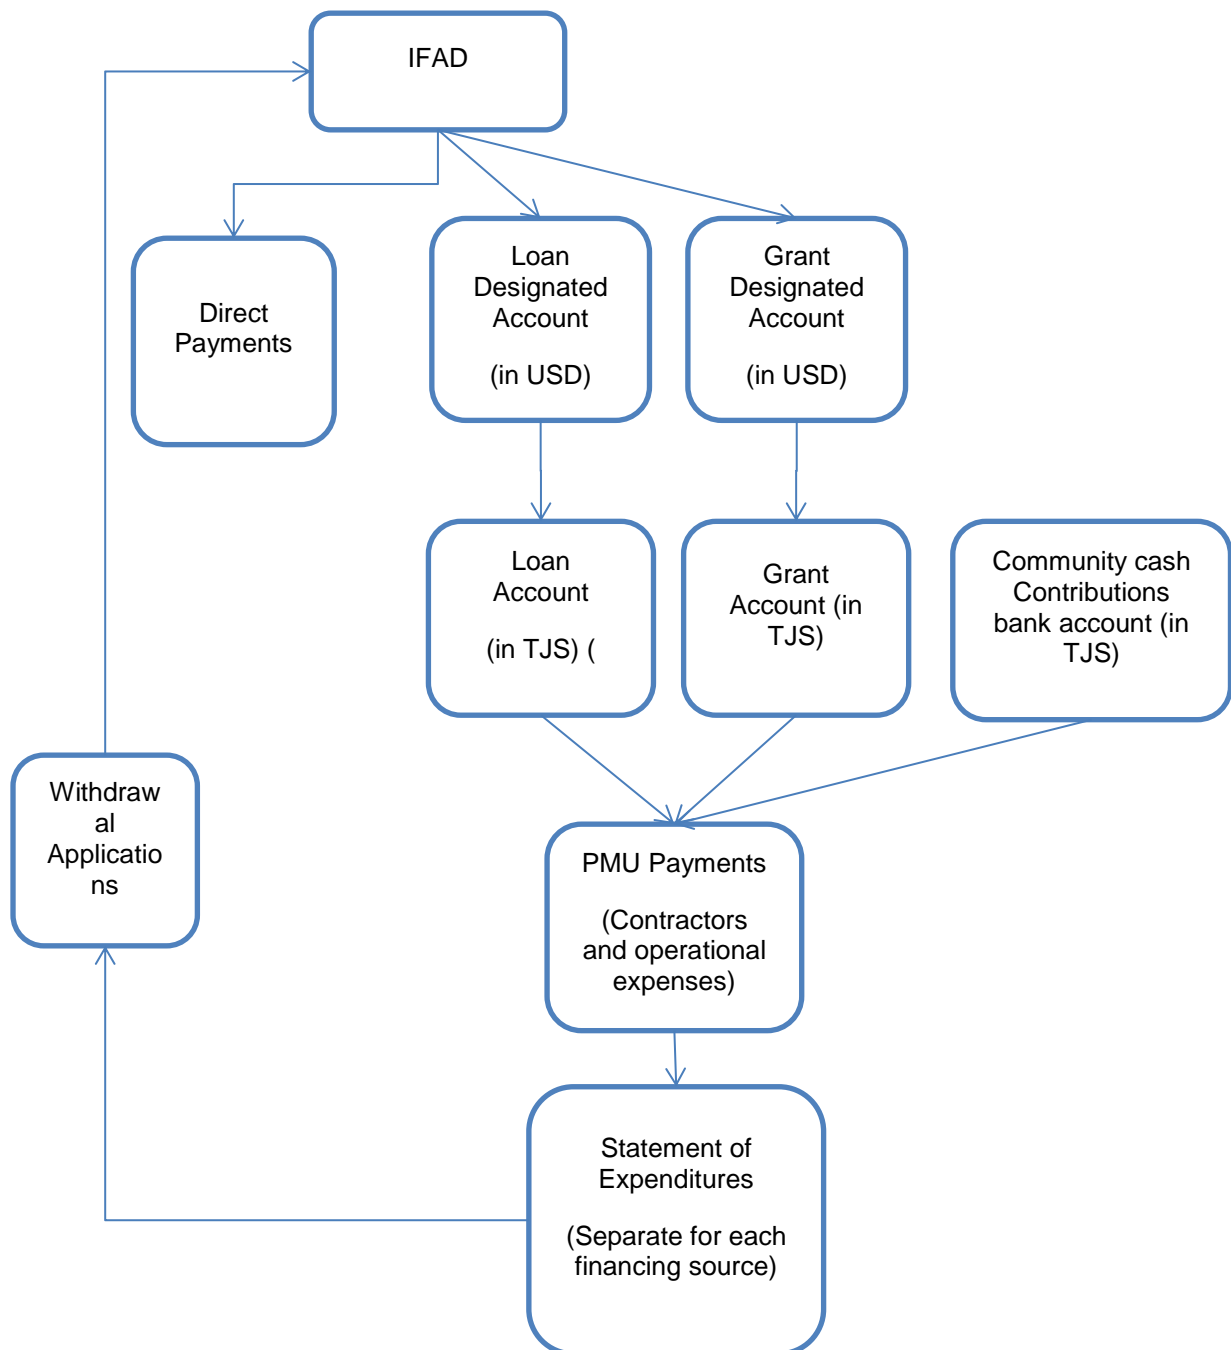 IFAD
Direct
Payments
Loan
Designated
Account
(in USD)
Grant
Designated
Account
(in USD)
Loan
Account
(in TJS) (
Grant
Account (in
TJS)
Community cash
Contributions
bank account (in
TJS)
Withdraw
al
Applicatio
ns
PMU Payments
(Contractors
and operational
expenses)
Statement of
Expenditures
(Separate for each
financing source)